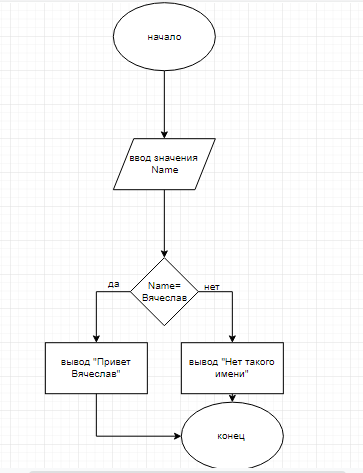 начало
ввод значения
Name
да
Name=
Вячеслав
нет
вывод "Привет
Вячеслав"
вывод "Нет такого
имени"
конец